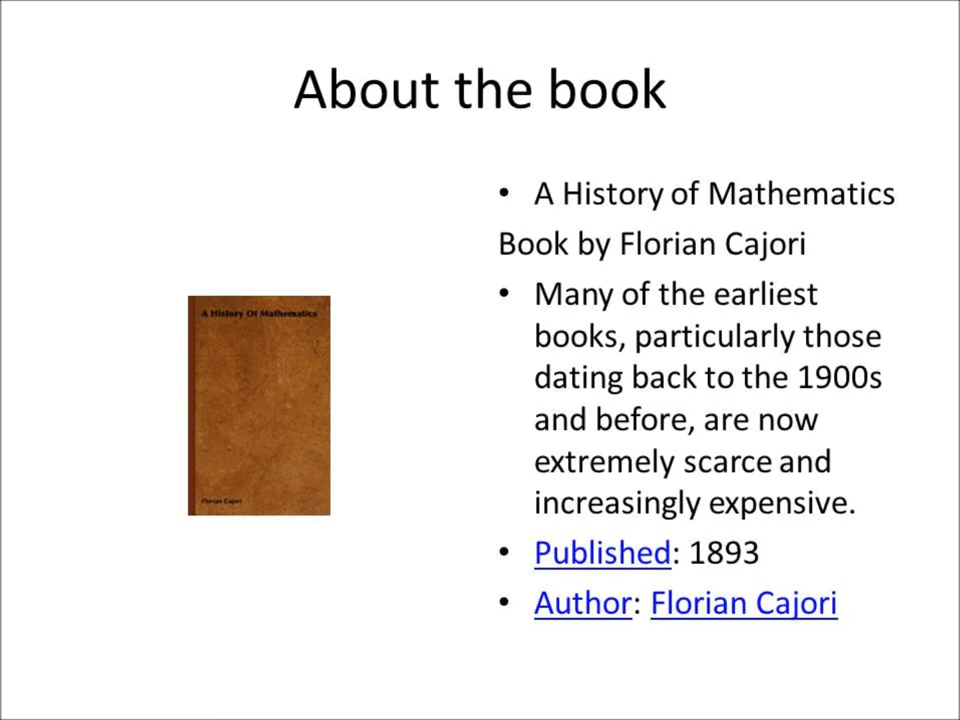 About the book
A History Of Mathematics
Florian Cajori
• A History of Mathematics
Book by Florian Cajori
• Many of the earliest
books, particularly those
dating back to the 1900s
and before, are now
extremely scarce and
increasingly expensive.
• Published: 1893
• Author: Florian Cajori